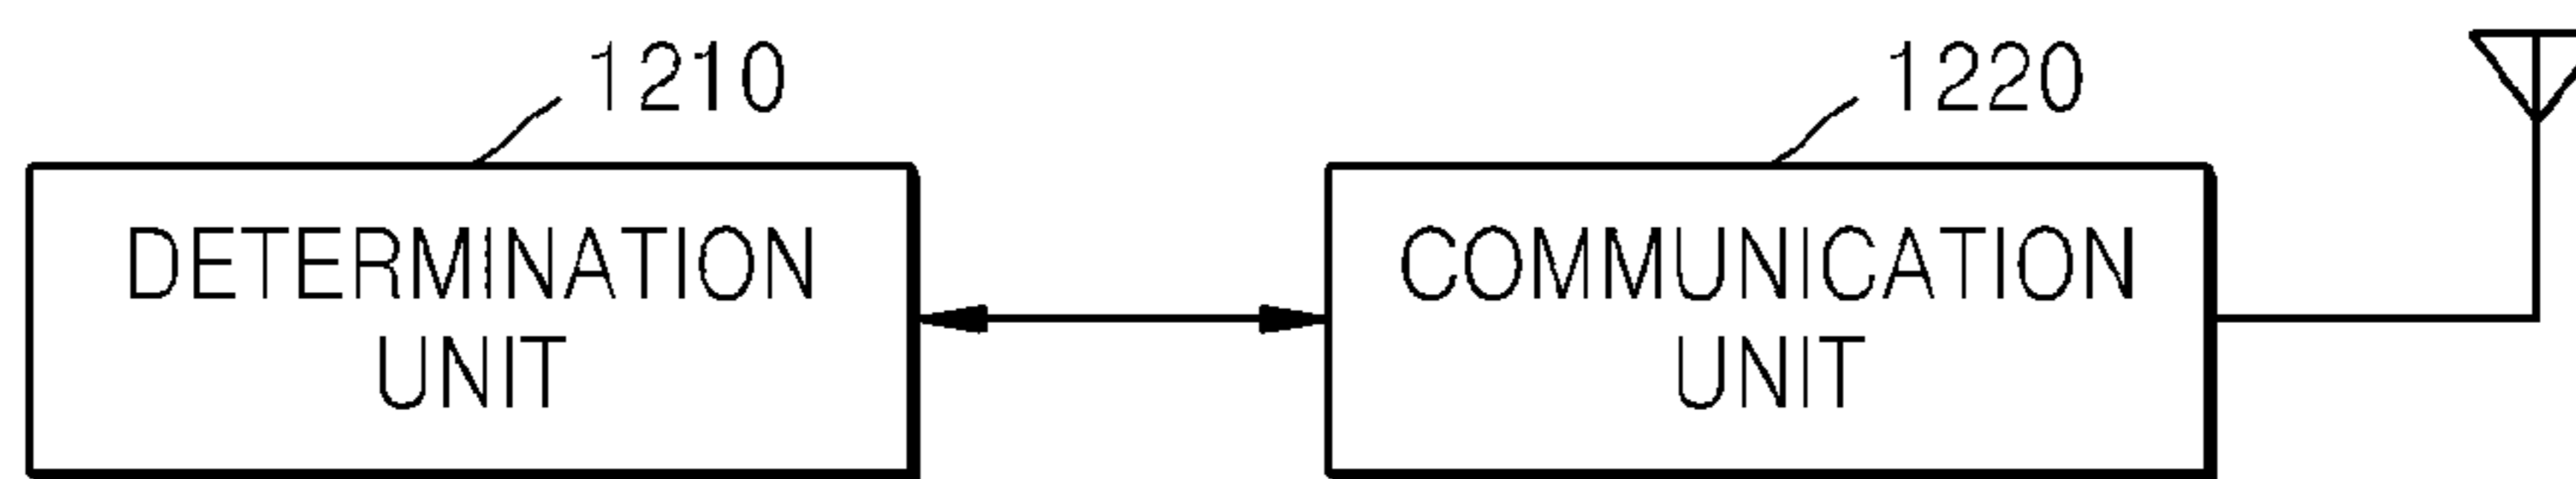 1210
1220
DETERMINATION
UNIT
COMMUNICATION
UNIT